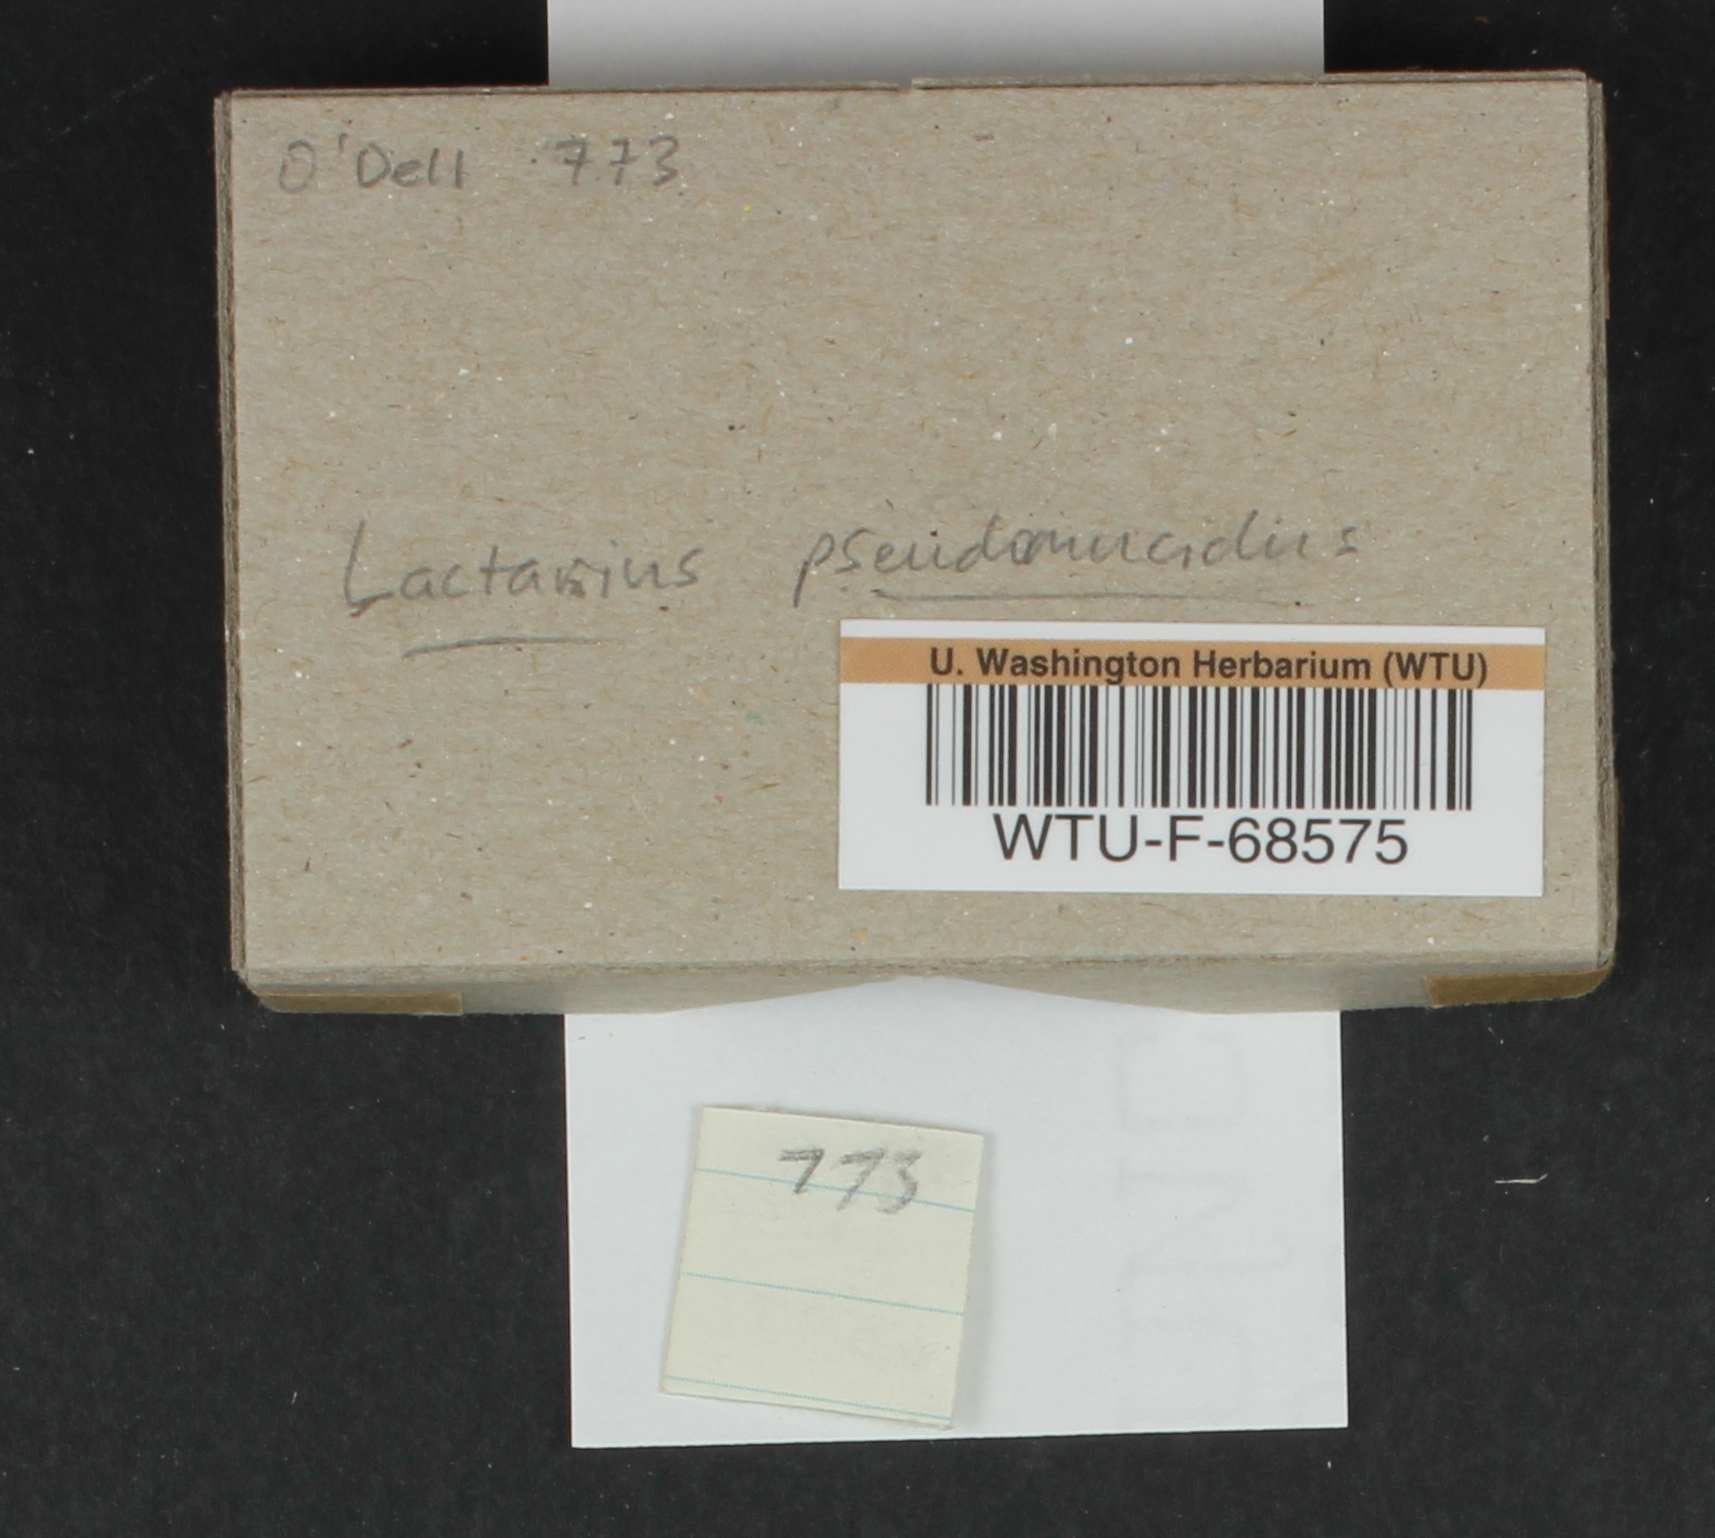 O'Dell 773
Lactarius pseudomucidus
U. Washington Herbarium (WTU)
WTU-F-68575
773